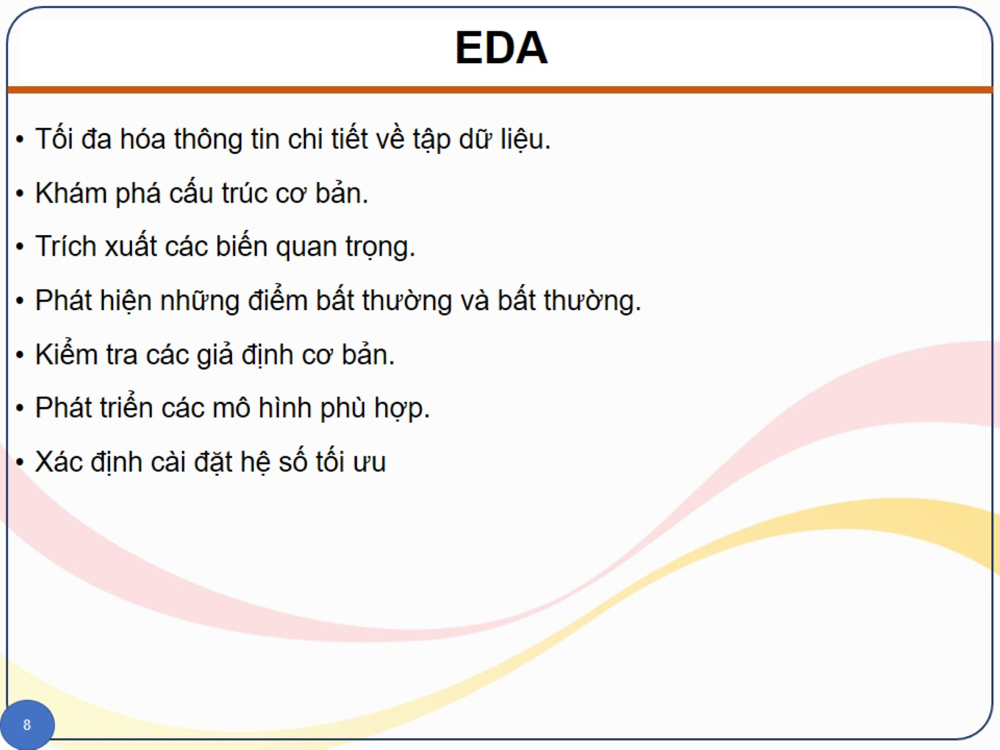 EDA
• Tối đa hóa thông tin chi tiết về tập dữ liệu.
• Khám phá cấu trúc cơ bản.
• Trích xuất các biến quan trọng.
• Phát hiện những điểm bất thường và bất thường.
• Kiểm tra các giả định cơ bản.
• Phát triển các mô hình phù hợp.
• Xác định cài đặt hệ số tối ưu
8